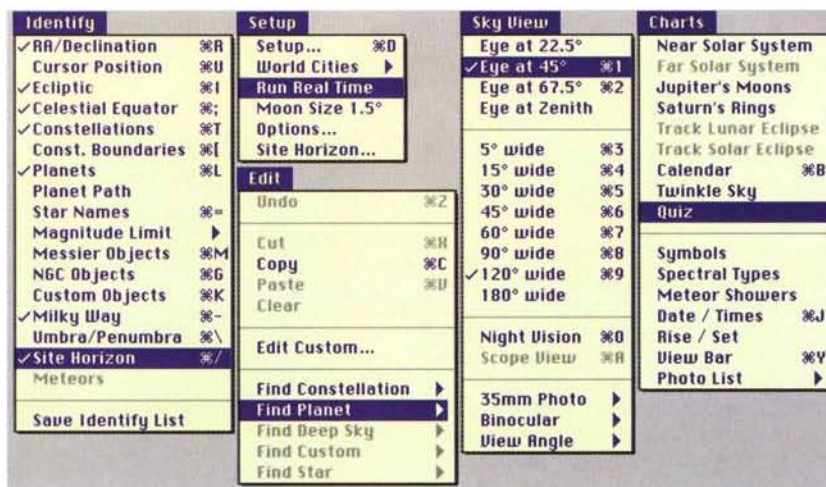 Identify
✓RA/Declination ⌘R
Cursor Position ⌘U
✓Ecliptic ⌘I
✓Celestial Equator ⌘;
✓Constellations ⌘T
Const. Boundaries ⌘[
✓Planets ⌘L
Planet Path
Star Names ⌘=
Magnitude Limit ▶
Messier Objects ⌘M
NGC Objects ⌘G
Custom Objects ⌘K
✓Milky Way ⌘-
Umbra/Penumbra ⌘\
✓Site Horizon ⌘/
Meteors
Save Identify List
Setup
Setup... ⌘D
World Cities ▶
Run Real Time
Moon Size 1.5°
Options...
Site Horizon...
Edit
Undo ⌘Z
Cut ⌘X
Copy ⌘C
Paste ⌘V
Clear
Edit Custom...
Find Constellation ▶
Find Planet ▶
Find Deep Sky ▶
Find Custom ▶
Find Star ▶
Sky View
Eye at 22.5°
✓Eye at 45° ⌘1
Eye at 67.5° ⌘2
Eye at Zenith
5° wide ⌘3
15° wide ⌘4
30° wide ⌘5
45° wide ⌘6
60° wide ⌘7
90° wide ⌘8
✓120° wide ⌘9
180° wide
Night Vision ⌘0
Scope View ⌘A
35mm Photo ▶
Binocular ▶
View Angle ▶
Charts
Near Solar System
Far Solar System
Jupiter's Moons
Saturn's Rings
Track Lunar Eclipse
Track Solar Eclipse
Calendar ⌘B
Twinkle Sky
Quiz
Symbols
Spectral Types
Meteor Showers
Date / Times ⌘J
Rise / Set
View Bar ⌘Y
Photo List ▶